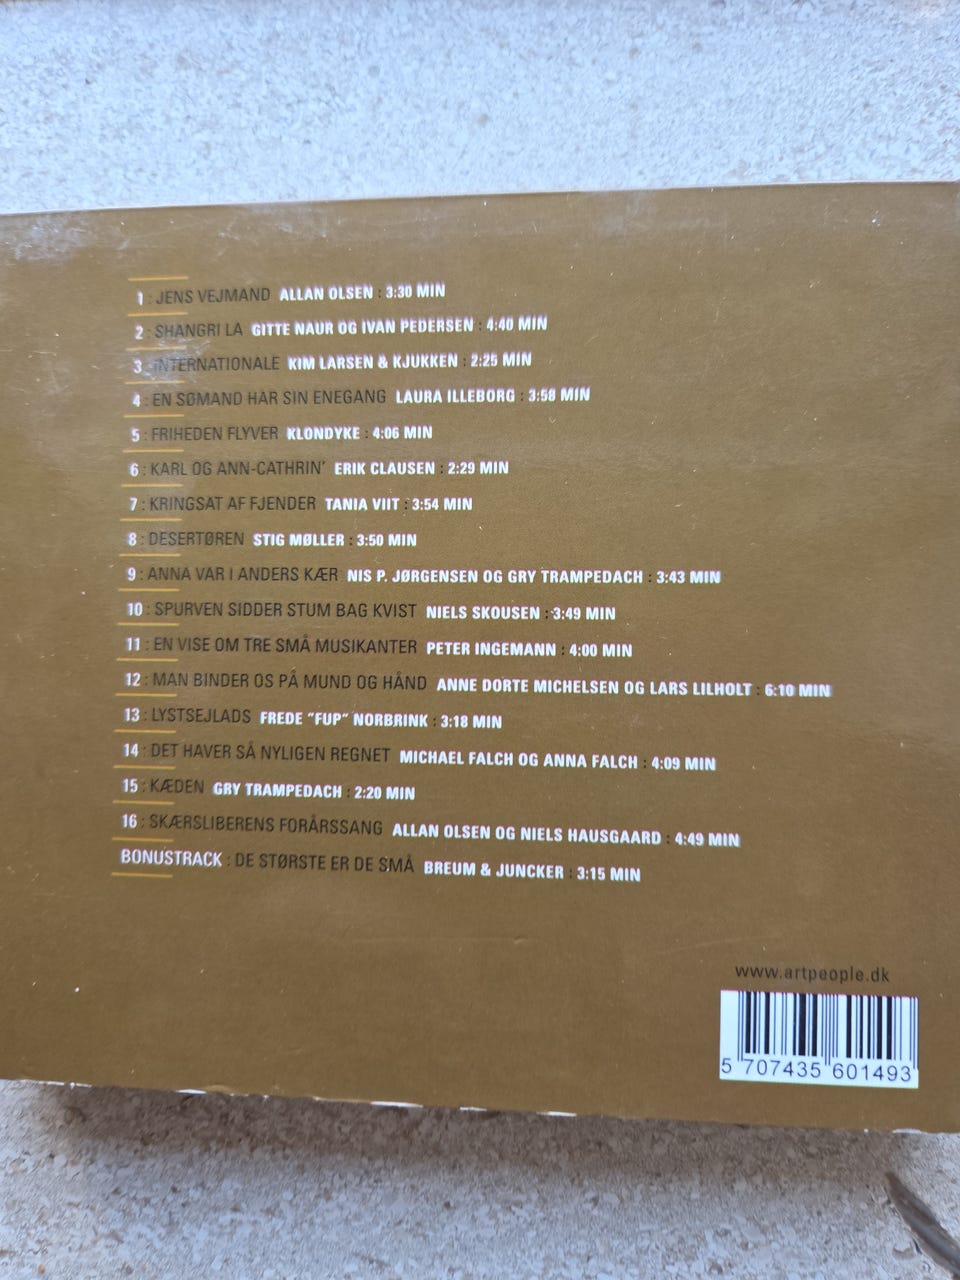 1 : JENS VEJMAND ALLAN OLSEN : 3:30 MIN
2 : SHANGRI LA GITTE NAUR OG IVAN PEDERSEN : 4:40 MIN
3 : INTERNATIONALE KIM LARSEN & KJUKKEN : 2:25 MIN
4 : EN SØMAND HAR SIN ENEGANG LAURA ILLEBORG : 3:58 MIN
5 : FRIHEDEN FLYVER KLONDYKE : 4:06 MIN
6 : KARL OG ANN-CATHRIN' ERIK CLAUSEN : 2:29 MIN
7 : KRINGSAT AF FJENDER TANIA VIIT : 3:54 MIN
8 : DESERTØREN STIG MØLLER : 3:50 MIN
9 : ANNA VAR I ANDERS KÆR NIS P. JØRGENSEN OG GRY TRAMPEDACH : 3:43 MIN
10 : SPURVEN SIDDER STUM BAG KVIST NIELS SKOUSEN : 3:49 MIN
11 : EN VISE OM TRE SMÅ MUSIKANTER PETER INGEMANN : 4:00 MIN
12 : MAN BINDER OS PÅ MUND OG HÅND ANNE DORTE MICHELSEN OG LARS LILHOLT : 6:10 MIN
13 : LYSTSEJLADS FREDE "FUP" NORBRINK : 3:18 MIN
14 : DET HAVER SÅ NYLIGEN REGNET MICHAEL FALCH OG ANNA FALCH : 4:09 MIN
15 : KÆDEN GRY TRAMPEDACH : 2:20 MIN
16 : SKÆRSLIBERENS FORÅRSSANG ALLAN OLSEN OG NIELS HAUSGAARD : 4:49 MIN
BONUSTRACK : DE STØRSTE ER DE SMÅ BREUM & JUNCKER : 3:15 MIN
www.artpeople.dk
5 707435 601493